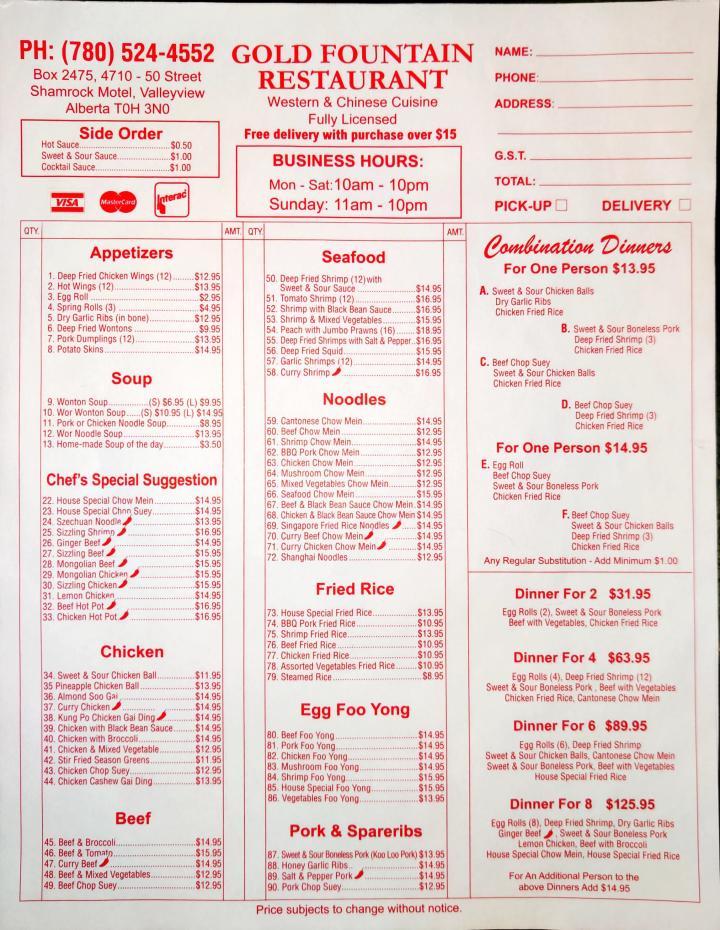 PH: (780) 524-4552
Box 2475, 4710 - 50 Street
Shamrock Motel, Valleyview
Alberta T0H 3N0
Side Order
Hot Sauce....................................$0.50
Sweet & Sour Sauce....................$1.00
Cocktail Sauce.............................$1.00
VISA MasterCard Interac
GOLD FOUNTAIN
RESTAURANT
Western & Chinese Cuisine
Fully Licensed
Free delivery with purchase over $15
BUSINESS HOURS:
Mon - Sat: 10am - 10pm
Sunday: 11am - 10pm
NAME:
PHONE:
ADDRESS:
G.S.T.
TOTAL:
PICK-UP DELIVERY
QTY. AMT.
Appetizers
1. Deep Fried Chicken Wings (12)........$12.95
2. Hot Wings (12)........$13.95
3. Egg Roll........$2.95
4. Spring Rolls (3)........$4.95
5. Dry Garlic Ribs (in bone)........$12.95
6. Deep Fried Wontons........$9.95
7. Pork Dumplings (12)........$13.95
8. Potato Skins........$14.95
Soup
9. Wonton Soup........(S) $6.95 (L) $9.95
10. Wor Wonton Soup......(S) $10.95 (L) $14.95
11. Pork or Chicken Noodle Soup........$8.95
12. Wor Noodle Soup........$13.95
13. Home-made Soup of the day........$3.50
Chef's Special Suggestion
22. House Special Chow Mein........$14.95
23. House Special Chop Suey........$14.95
24. Szechuan Noodle........$13.95
25. Sizzling Shrimp........$16.95
26. Ginger Beef........$14.95
27. Sizzling Beef........$15.95
28. Mongolian Beef........$15.95
29. Mongolian Chicken........$15.95
30. Sizzling Chicken........$15.95
31. Lemon Chicken........$14.95
32. Beef Hot Pot........$16.95
33. Chicken Hot Pot........$16.95
Chicken
34. Sweet & Sour Chicken Ball........$11.95
35 Pineapple Chicken Ball........$13.95
36. Almond Soo Gai........$14.95
37. Curry Chicken........$14.95
38. Kung Po Chicken Gai Ding........$14.95
39. Chicken with Black Bean Sauce........$14.95
40. Chicken with Broccoli........$14.95
41. Chicken & Mixed Vegetable........$12.95
42. Stir Fried Season Greens........$11.95
43. Chicken Chop Suey........$12.95
44. Chicken Cashew Gai Ding........$13.95
Beef
45. Beef & Broccoli........$14.95
46. Beef & Tomato........$15.95
47. Curry Beef........$14.95
48. Beef & Mixed Vegetables........$12.95
49. Beef Chop Suey........$12.95
QTY. AMT.
Seafood
50. Deep Fried Shrimp (12)with
Sweet & Sour Sauce........$14.95
51. Tomato Shrimp (12)........$16.95
52. Shrimp with Black Bean Sauce........$16.95
53. Shrimp & Mixed Vegetables........$15.95
54. Peach with Jumbo Prawns (16)........$18.95
55. Deep Fried Shrimps with Salt & Pepper..$16.95
56. Deep Fried Squid........$15.95
57. Garlic Shrimps (12)........$14.95
58. Curry Shrimp........$16.95
Noodles
59. Cantonese Chow Mein........$14.95
60. Beef Chow Mein........$12.95
61. Shrimp Chow Mein........$14.95
62. BBQ Pork Chow Mein........$12.95
63. Chicken Chow Mein........$12.95
64. Mushroom Chow Mein........$12.95
65. Mixed Vegetables Chow Mein........$12.95
66. Seafood Chow Mein........$15.95
67. Beef & Black Bean Sauce Chow Mein.$14.95
68. Chicken & Black Bean Sauce Chow Mein$14.95
69. Singapore Fried Rice Noodles........$14.95
70. Curry Beef Chow Mein........$14.95
71. Curry Chicken Chow Mein........$14.95
72. Shanghai Noodles........$12.95
Fried Rice
73. House Special Fried Rice........$13.95
74. BBQ Pork Fried Rice........$10.95
75. Shrimp Fried Rice........$13.95
76. Beef Fried Rice........$10.95
77. Chicken Fried Rice........$10.95
78. Assorted Vegetables Fried Rice........$10.95
79. Steamed Rice........$8.95
Egg Foo Yong
80. Beef Foo Yong........$14.95
81. Pork Foo Yong........$14.95
82. Chicken Foo Yong........$14.95
83. Mushroom Foo Yong........$14.95
84. Shrimp Foo Yong........$15.95
85. House Special Foo Yong........$15.95
86. Vegetables Foo Yong........$13.95
Pork & Spareribs
87. Sweet & Sour Boneless Pork (Koo Loo Pork) $13.95
88. Honey Garlic Ribs........$14.95
89. Salt & Pepper Pork........$14.95
90. Pork Chop Suey........$12.95
Combination Dinners
For One Person $13.95
A. Sweet & Sour Chicken Balls
Dry Garlic Ribs
Chicken Fried Rice
B. Sweet & Sour Boneless Pork
Deep Fried Shrimp (3)
Chicken Fried Rice
C. Beef Chop Suey
Sweet & Sour Chicken Balls
Chicken Fried Rice
D. Beef Chop Suey
Deep Fried Shrimp (3)
Chicken Fried Rice
For One Person $14.95
E. Egg Roll
Beef Chop Suey
Sweet & Sour Boneless Pork
Chicken Fried Rice
F. Beef Chop Suey
Sweet & Sour Chicken Balls
Deep Fried Shrimp (3)
Chicken Fried Rice
Any Regular Substitution - Add Minimum $1.00
Dinner For 2 $31.95
Egg Rolls (2), Sweet & Sour Boneless Pork
Beef with Vegetables, Chicken Fried Rice
Dinner For 4 $63.95
Egg Rolls (4), Deep Fried Shrimp (12)
Sweet & Sour Boneless Pork , Beef with Vegetables
Chicken Fried Rice, Cantonese Chow Mein
Dinner For 6 $89.95
Egg Rolls (6), Deep Fried Shrimp
Sweet & Sour Chicken Balls, Cantonese Chow Mein
Sweet & Sour Boneless Pork, Beef with Vegetables
House Special Fried Rice
Dinner For 8 $125.95
Egg Rolls (8), Deep Fried Shrimp, Dry Garlic Ribs
Ginger Beef , Sweet & Sour Boneless Pork
Lemon Chicken, Beef with Broccoli
House Special Chow Mein, House Special Fried Rice
For An Additional Person to the
above Dinners Add $14.95
Price subjects to change without notice.